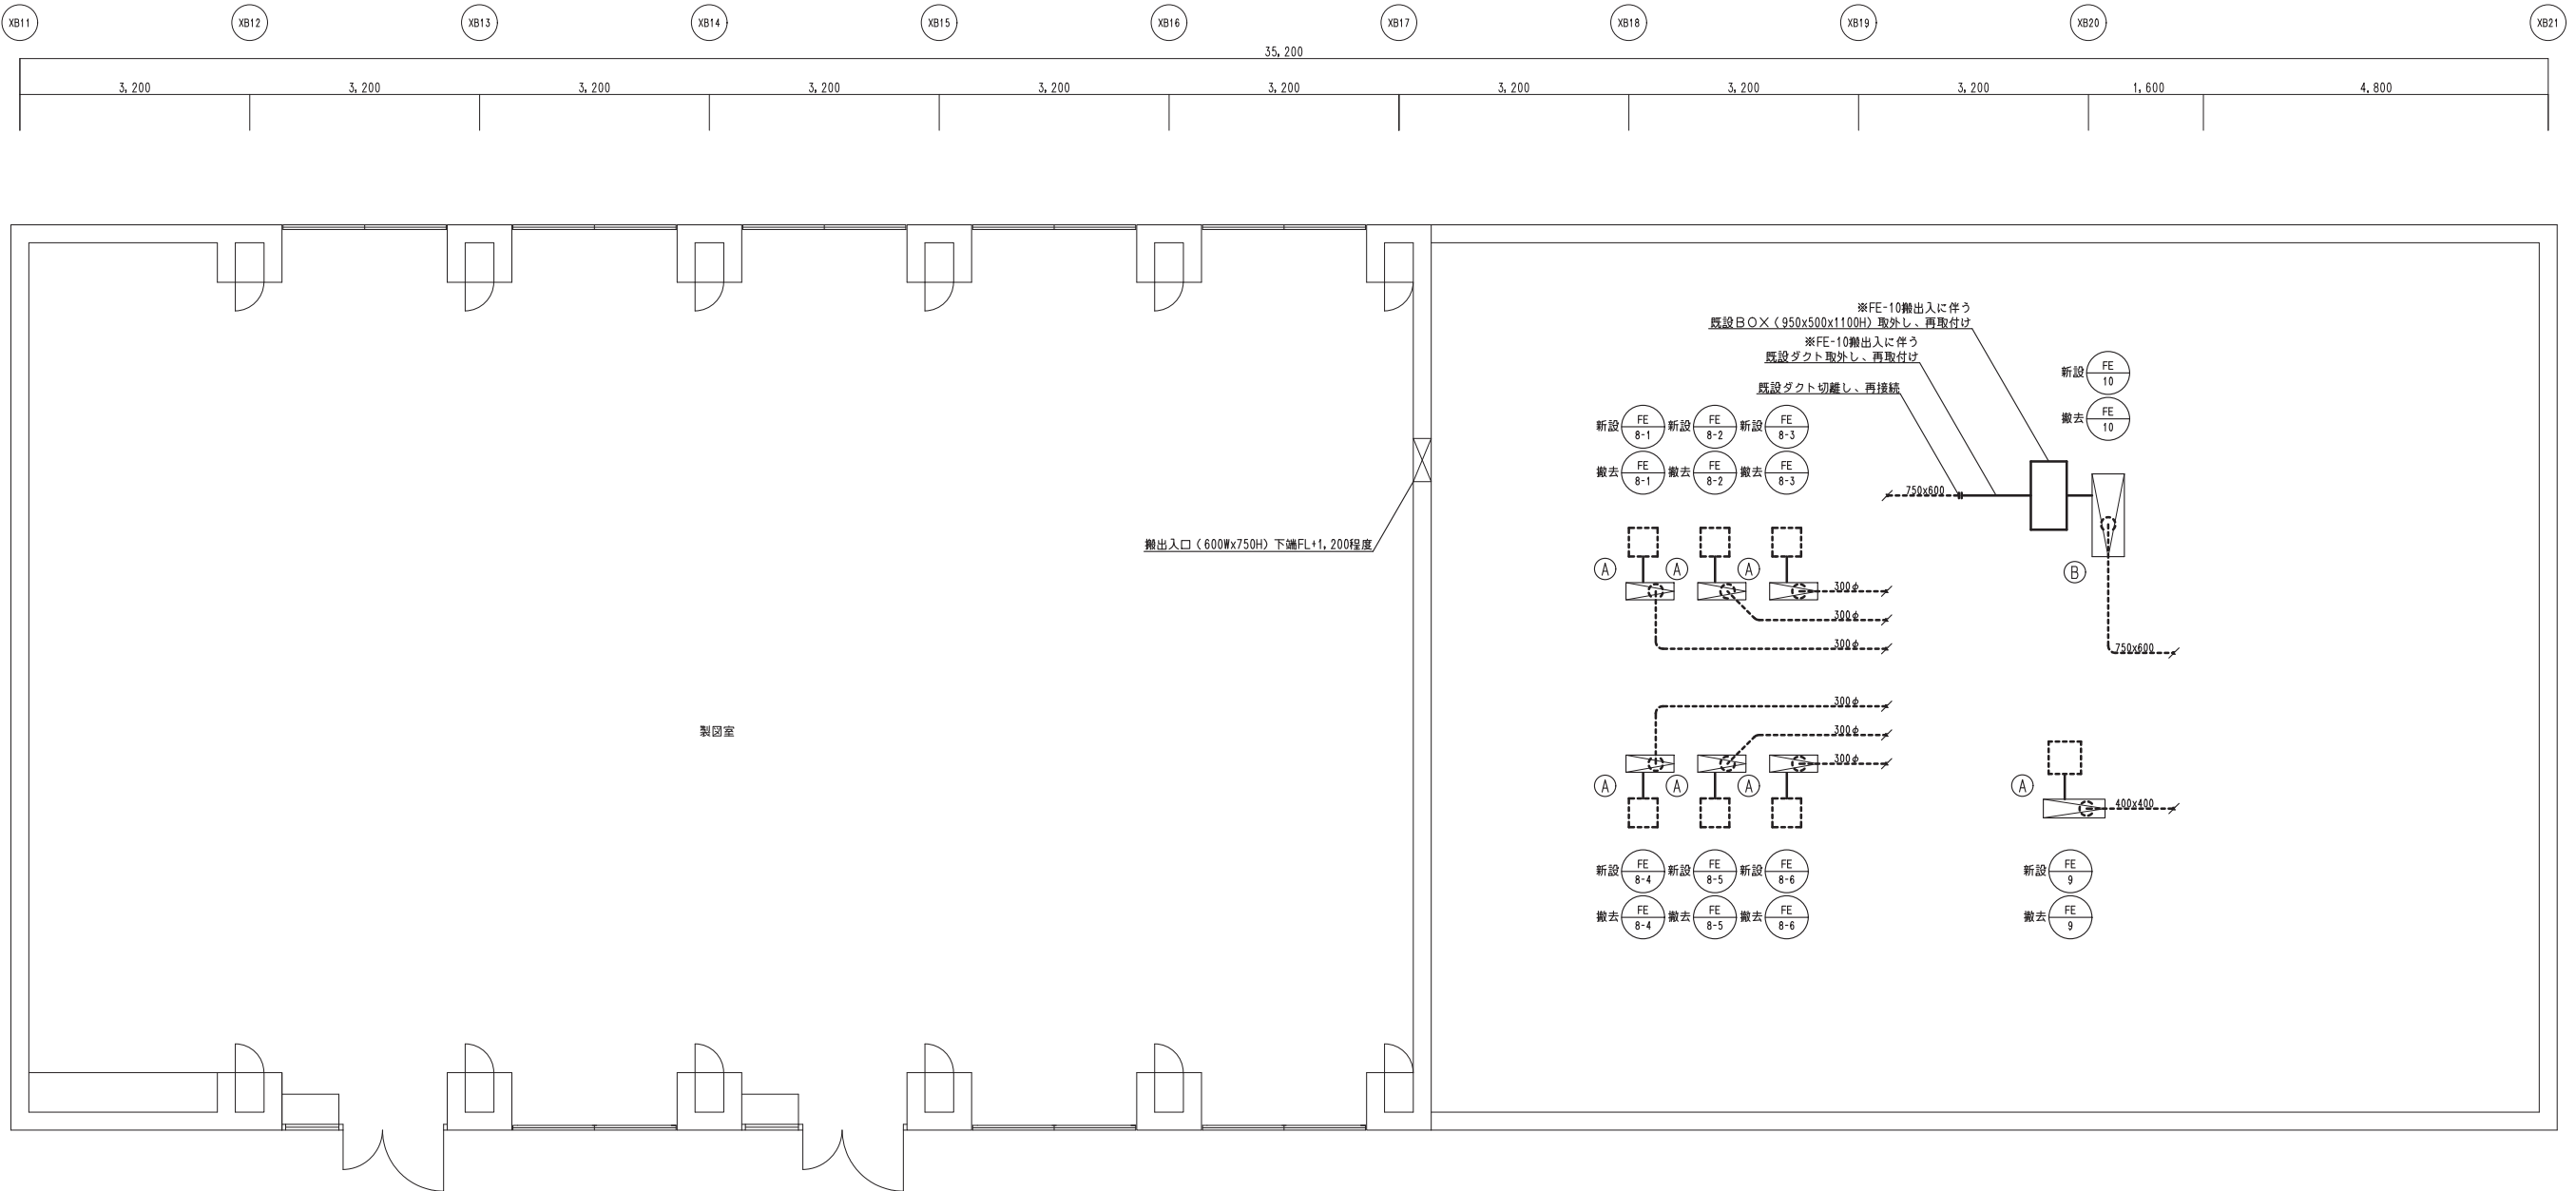 XB11 XB12 XB13 XB14 XB15 XB16 XB17 XB18 XB19 XB20 XB21
35,200
3,200 3,200 3,200 3,200 3,200 3,200 3,200 3,200 3,200 1,600 4,800
※FE-10搬出入に伴う
既設BOX（950x500x1100H）取外し、再取付け
※FE-10搬出入に伴う
既設ダクト取外し、再取付け
既設ダクト切離し、再接続
新設 FE 10
撤去 FE 10
新設 FE 8-1 新設 FE 8-2 新設 FE 8-3
撤去 FE 8-1 撤去 FE 8-2 撤去 FE 8-3
750x600
搬出入口（600Wx750H）下端FL+1,200程度
A A A B
300φ
300φ
300φ
750x600
300φ
製図室
300φ
300φ
A A A A
400x400
新設 FE 8-4 新設 FE 8-5 新設 FE 8-6 新設 FE 9
撤去 FE 8-4 撤去 FE 8-5 撤去 FE 8-6 撤去 FE 9